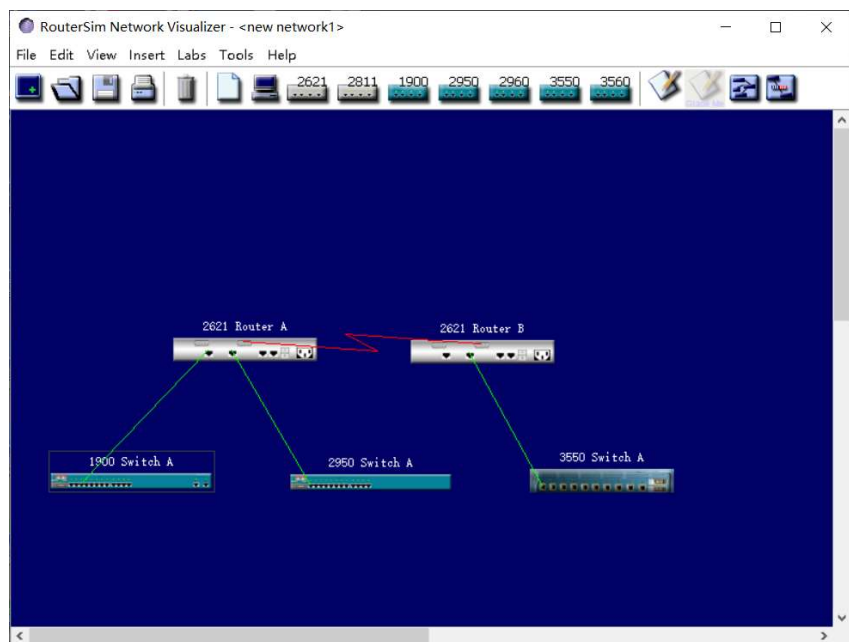 RouterSim Network Visualizer - <new network1>
File Edit View Insert Labs Tools Help
2621 2811 1900 2950 2960 3550 3560
2621 Router A
2621 Router B
1900 Switch A
2950 Switch A
3550 Switch A